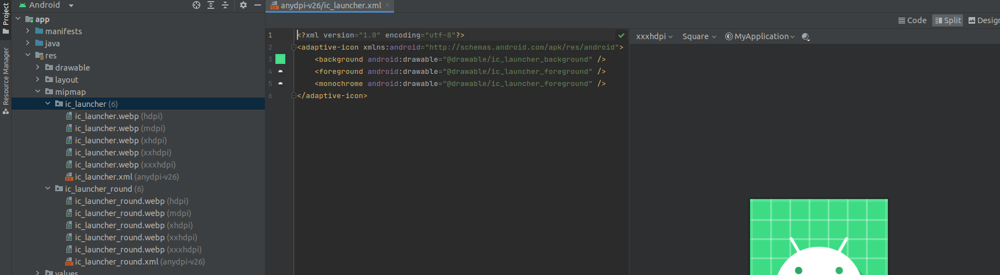 Project
Resource Manager
Android
app
manifests
java
res
drawable
layout
mipmap
ic_launcher (6)
ic_launcher.webp (hdpi)
ic_launcher.webp (mdpi)
ic_launcher.webp (xhdpi)
ic_launcher.webp (xxhdpi)
ic_launcher.webp (xxxhdpi)
ic_launcher.xml (anydpi-v26)
ic_launcher_round (6)
ic_launcher_round.webp (hdpi)
ic_launcher_round.webp (mdpi)
ic_launcher_round.webp (xhdpi)
ic_launcher_round.webp (xxhdpi)
ic_launcher_round.webp (xxxhdpi)
ic_launcher_round.xml (anydpi-v26)
values
anydpi-v26/ic_launcher.xml
Code Split Design
1 <?xml version="1.0" encoding="utf-8"?>
2 <adaptive-icon xmlns:android="http://schemas.android.com/apk/res/android">
3 <background android:drawable="@drawable/ic_launcher_background" />
4 <foreground android:drawable="@drawable/ic_launcher_foreground" />
5 <monochrome android:drawable="@drawable/ic_launcher_foreground" />
6 </adaptive-icon>
xxxhdpi Square MyApplication